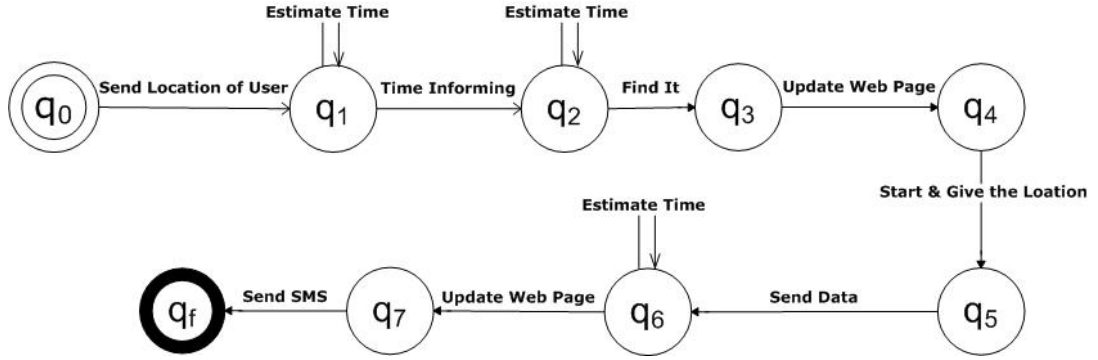 Estimate Time
Estimate Time
q0
Send Location of User
q1
Time Informing
q2
Find It
q3
Update Web Page
q4
Start & Give the Loation
Estimate Time
qf
Send SMS
q7
Update Web Page
q6
Send Data
q5